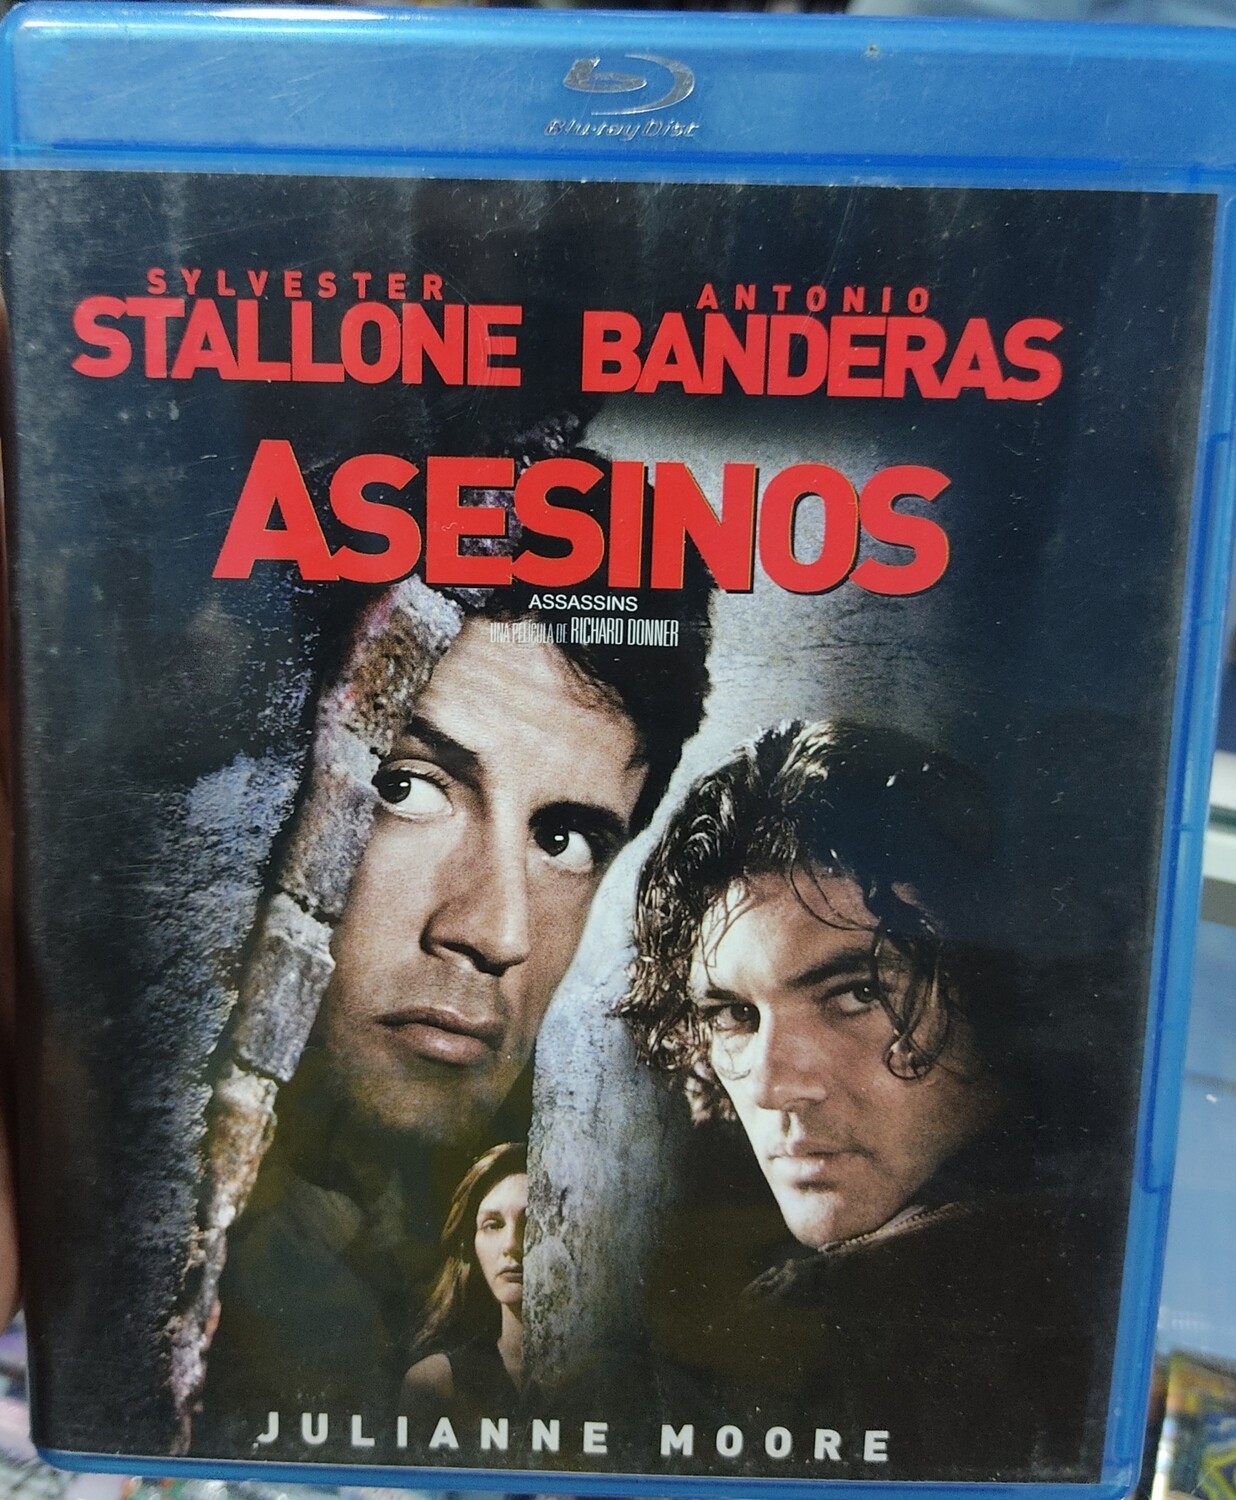 Blu-ray Disc
SYLVESTER
STALLONE
ANTONIO
BANDERAS
ASESINOS
ASSASSINS
UNA PELÍCULA DE RICHARD DONNER
JULIANNE MOORE